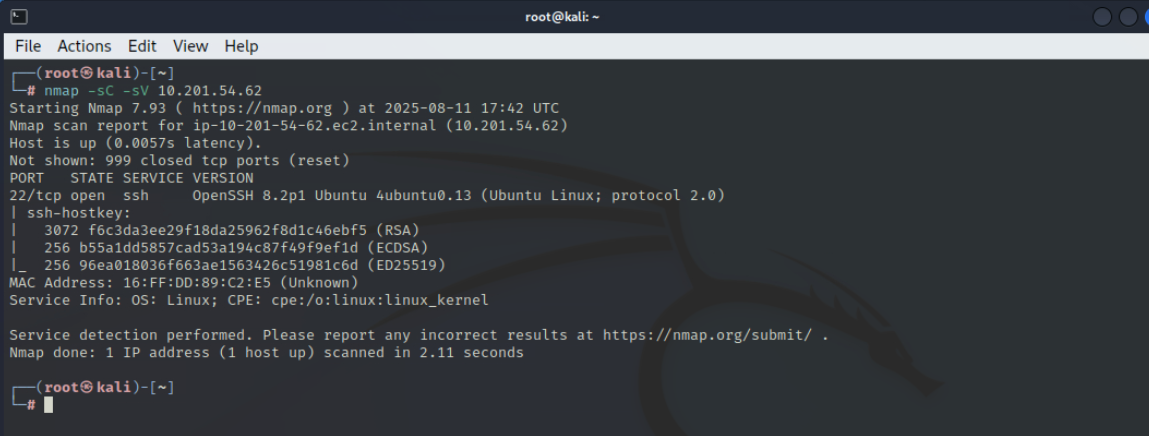 root@kali: ~
File Actions Edit View Help
┌──(root㉿kali)-[~]
└─# nmap -sC -sV 10.201.54.62
Starting Nmap 7.93 ( https://nmap.org ) at 2025-08-11 17:42 UTC
Nmap scan report for ip-10-201-54-62.ec2.internal (10.201.54.62)
Host is up (0.0057s latency).
Not shown: 999 closed tcp ports (reset)
PORT   STATE SERVICE VERSION
22/tcp open  ssh     OpenSSH 8.2p1 Ubuntu 4ubuntu0.13 (Ubuntu Linux; protocol 2.0)
| ssh-hostkey:
|   3072 f6c3da3ee29f18da25962f8d1c46ebf5 (RSA)
|   256 b55a1dd5857cad53a194c87f49f9ef1d (ECDSA)
|_  256 96ea018036f663ae1563426c51981c6d (ED25519)
MAC Address: 16:FF:DD:89:C2:E5 (Unknown)
Service Info: OS: Linux; CPE: cpe:/o:linux:linux_kernel
Service detection performed. Please report any incorrect results at https://nmap.org/submit/ .
Nmap done: 1 IP address (1 host up) scanned in 2.11 seconds
┌──(root㉿kali)-[~]
└─#